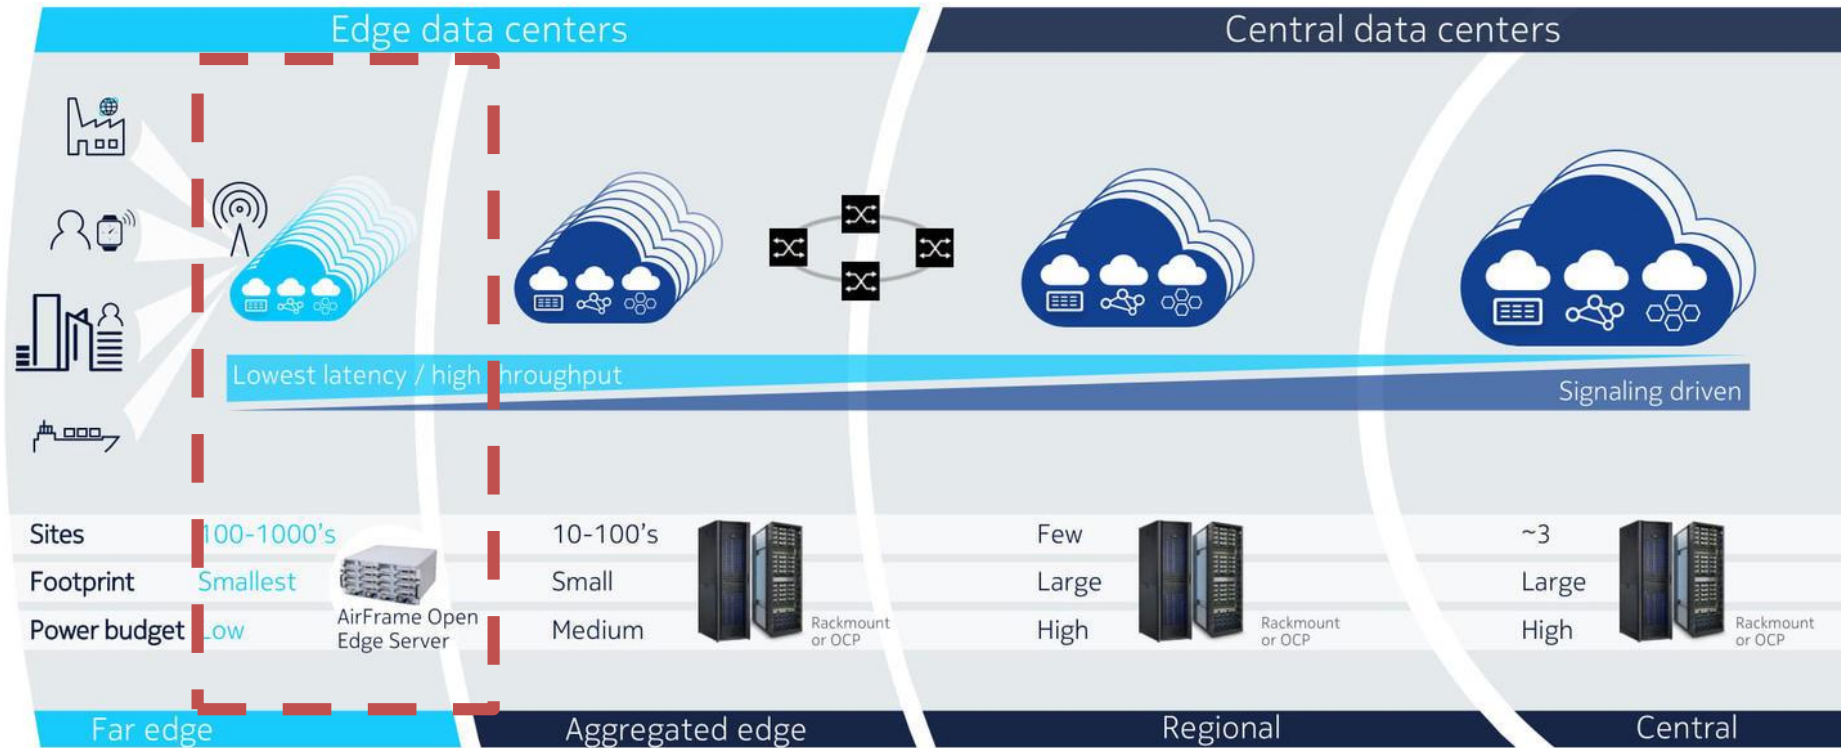 Edge data centers
Central data centers
Lowest latency / high throughput
Signaling driven
Sites 100-1000's 10-100's Few ~3
Footprint Smallest Small Large Large
Power budget Low Medium High High
AirFrame Open
Edge Server
Rackmount
or OCP
Rackmount
or OCP
Rackmount
or OCP
Far edge
Aggregated edge
Regional
Central